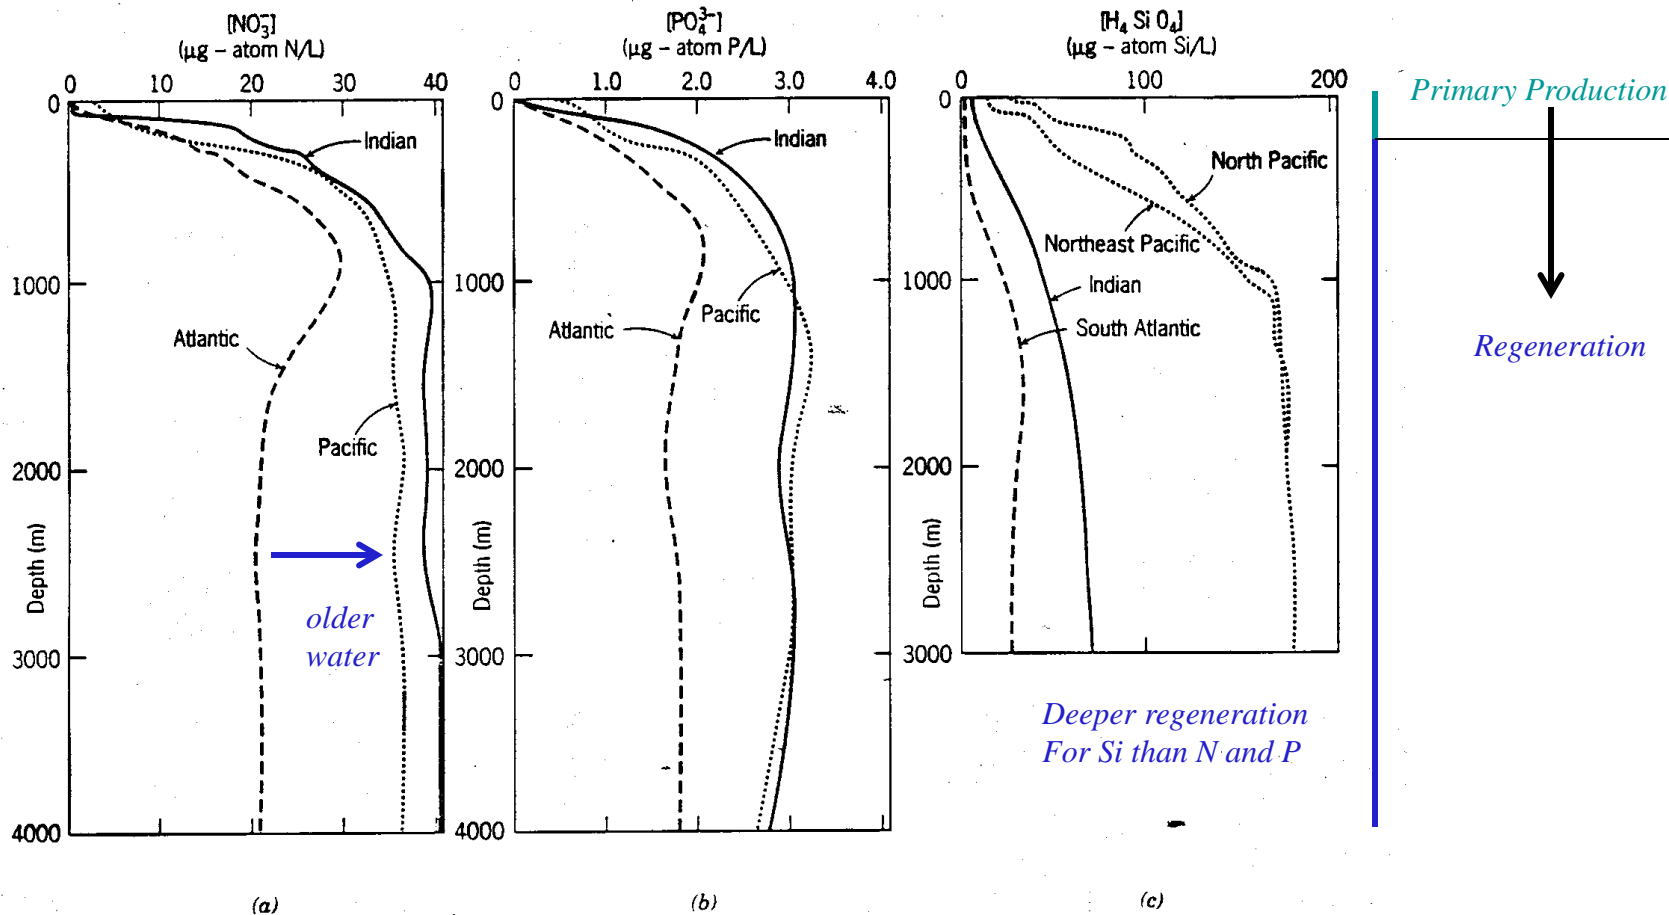 [NO₃⁻]
(µg – atom N/L)
0 10 20 30 40
0
1000
2000
3000
4000
Depth (m)
Indian
Atlantic
Pacific
older
water
(a)
[PO₄³⁻]
(µg – atom P/L)
0 1.0 2.0 3.0 4.0
0
1000
2000
3000
4000
Depth (m)
Indian
Atlantic
Pacific
(b)
[H₄ Si O₄]
(µg – atom Si/L)
0 100 200
0
1000
2000
3000
Depth (m)
North Pacific
Northeast Pacific
Indian
South Atlantic
Deeper regeneration
For Si than N and P
(c)
Primary Production
Regeneration